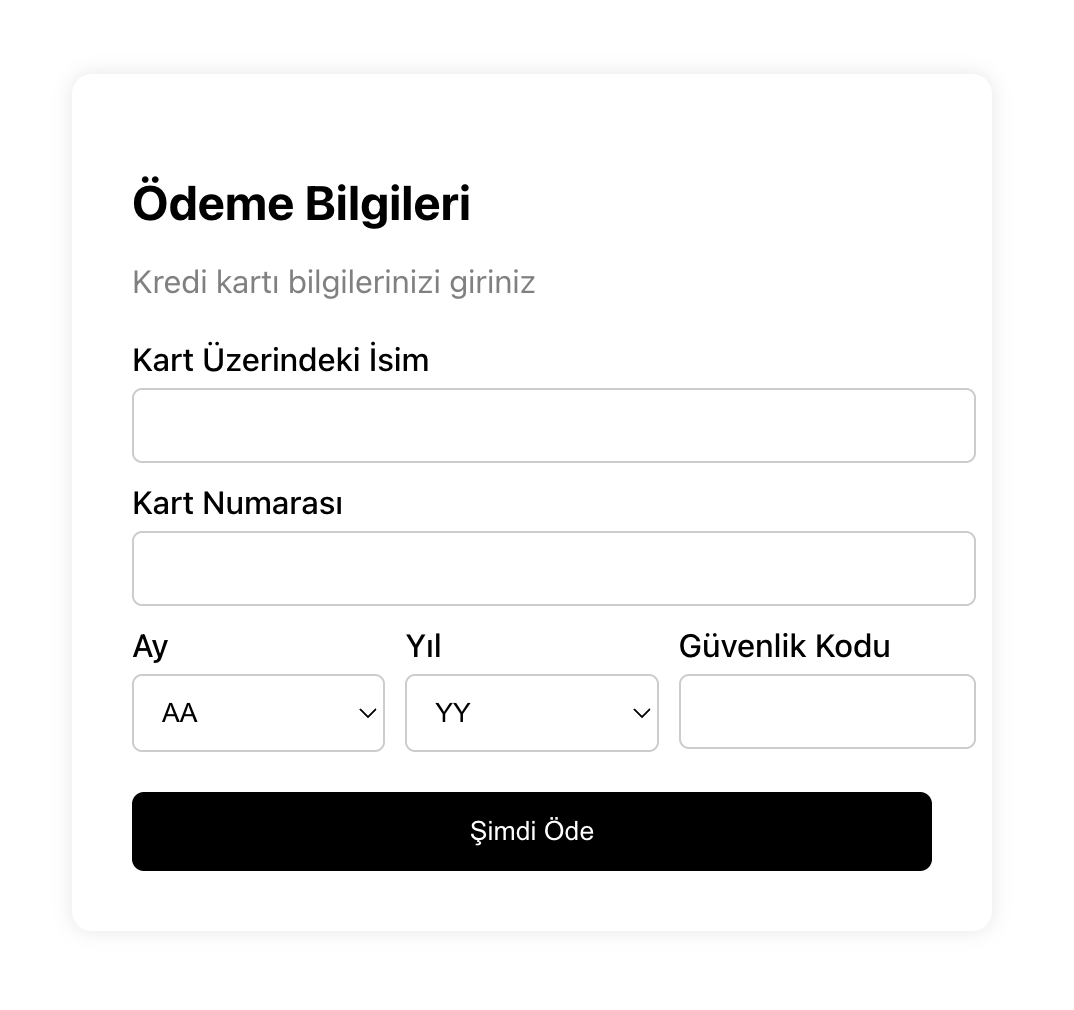 Ödeme Bilgileri
Kredi kartı bilgilerinizi giriniz
Kart Üzerindeki İsim
Kart Numarası
Ay Yıl Güvenlik Kodu
AA YY
Şimdi Öde